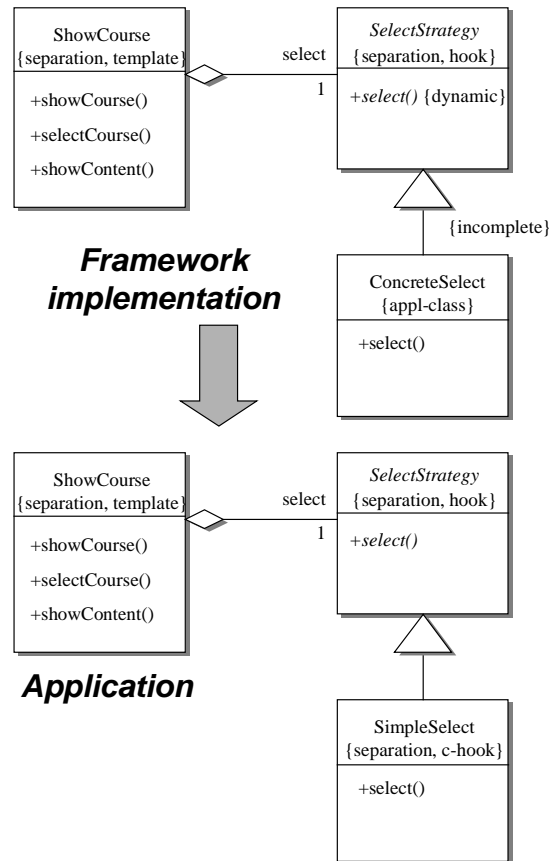 ShowCourse
{separation, template}
+showCourse()
+selectCourse()
+showContent()
select
1
SelectStrategy
{separation, hook}
+select() {dynamic}
{incomplete}
ConcreteSelect
{appl-class}
+select()
Framework
implementation
ShowCourse
{separation, template}
+showCourse()
+selectCourse()
+showContent()
select
1
SelectStrategy
{separation, hook}
+select()
Application
SimpleSelect
{separation, c-hook}
+select()